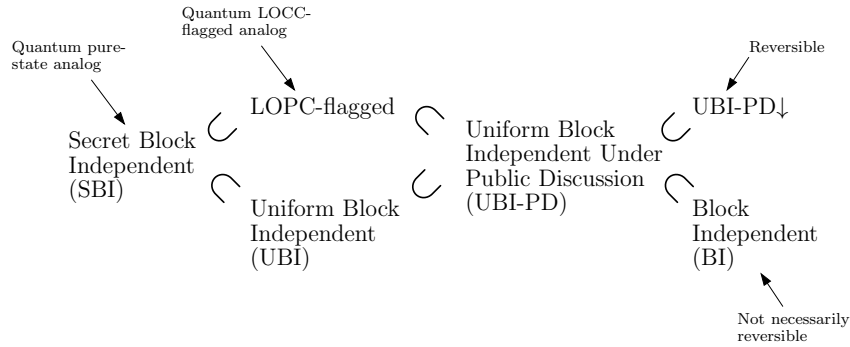 Quantum LOCC-
flagged analog
Quantum pure-
state analog
Reversible
LOPC-flagged
UBI-PD↓
Secret Block
Independent
(SBI)
Uniform Block
Independent Under
Public Discussion
(UBI-PD)
Uniform Block
Independent
(UBI)
Block
Independent
(BI)
Not necessarily
reversible